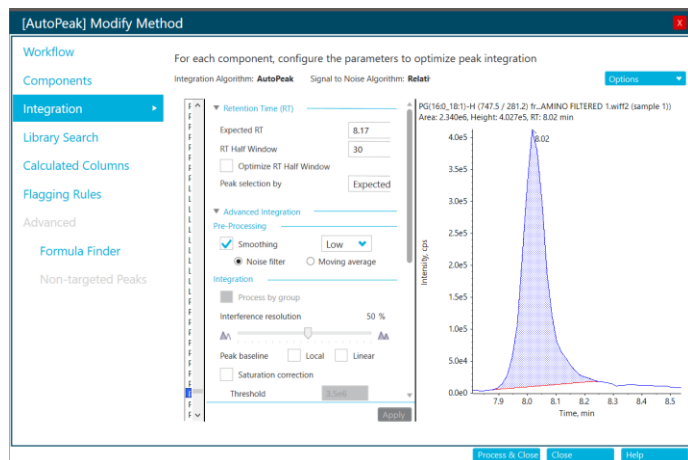 [AutoPeak] Modify Method
X
Workflow
Components
Integration
Library Search
Calculated Columns
Flagging Rules
Advanced
Formula Finder
Non-targeted Peaks
For each component, configure the parameters to optimize peak integration
Integration Algorithm: AutoPeak Signal to Noise Algorithm: Relati
Options
Retention Time (RT)
Expected RT 8.17
RT Half Window 30
Optimize RT Half Window
Peak selection by Expected
Advanced Integration
Pre-Processing
Smoothing Low
Noise filter Moving average
Integration
Process by group
Interference resolution 50 %
Peak baseline Local Linear
Saturation correction
Threshold 3.5e6
Apply
PG(16:0_18:1)-H (747.5 / 281.2) fr...AMINO FILTERED 1.wiff2 (sample 1))
Area: 2.340e6, Height: 4.027e5, RT: 8.02 min
8.02
4.0e5
3.5e5
3.0e5
2.5e5
2.0e5
1.5e5
1.0e5
5.0e4
0.0e0
Intensity, cps
7.9 8.0 8.1 8.2 8.3 8.4 8.5
Time, min
Process & Close Close Help